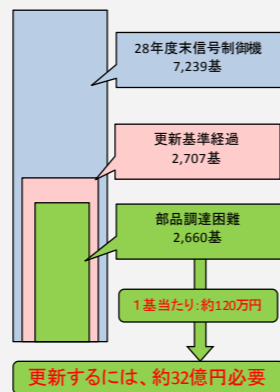 28年度末信号制御機
7,239基
更新基準経過
2,707基
部品調達困難
2,660基
1基当たり:約120万円
更新するには、約32億円必要